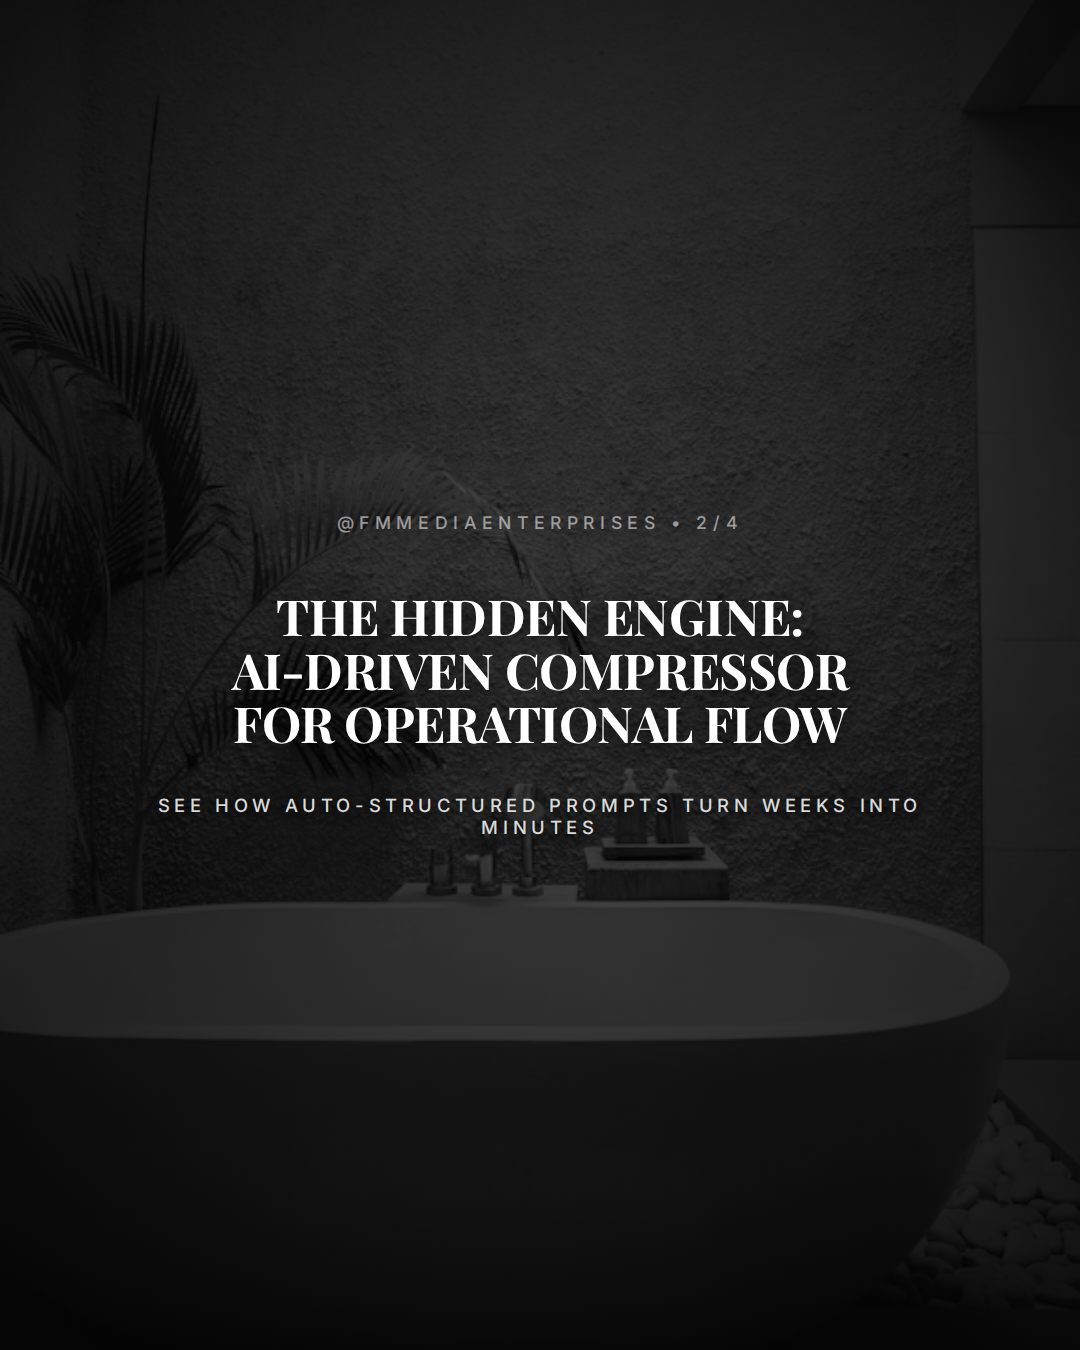 @FMMEDIAENTERPRISES • 2/4
THE HIDDEN ENGINE:
AI-DRIVEN COMPRESSOR
FOR OPERATIONAL FLOW
SEE HOW AUTO-STRUCTURED PROMPTS TURN WEEKS INTO
MINUTES